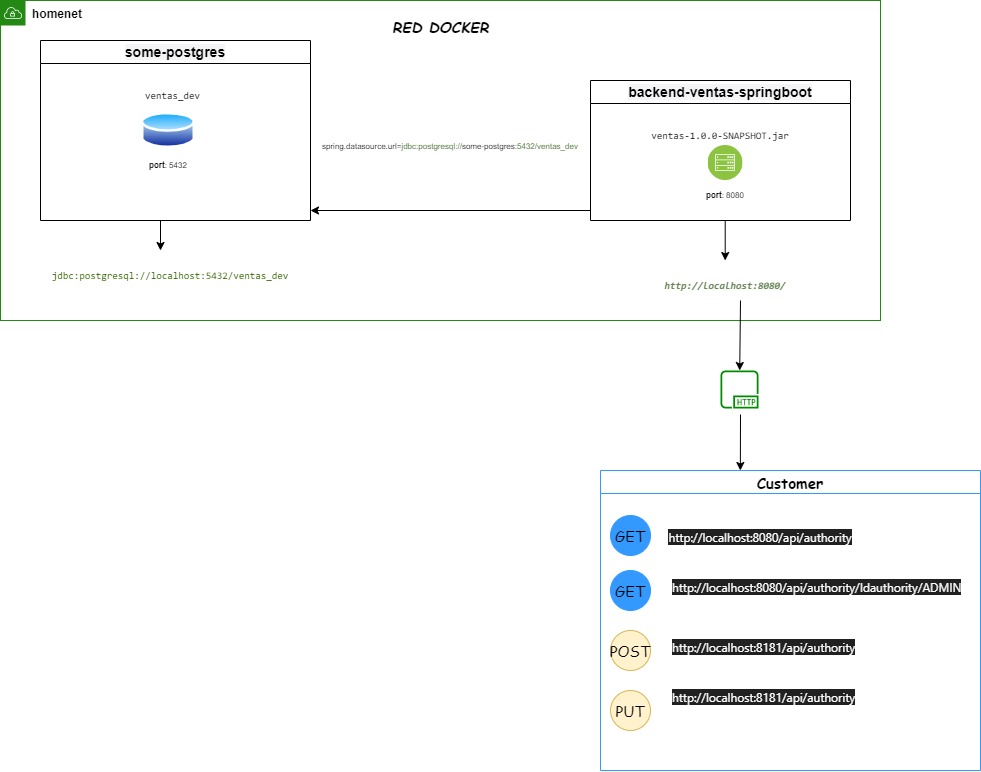 homenet
RED DOCKER
some-postgres
ventas_dev
port: 5432
spring.datasource.url=jdbc:postgresql://some-postgres:5432/ventas_dev
backend-ventas-springboot
ventas-1.0.0-SNAPSHOT.jar
port: 8080
jdbc:postgresql://localhost:5432/ventas_dev
http://localhost:8080/
HTTP
Customer
GET http://localhost:8080/api/authority
GET http://localhost:8080/api/authority/Idauthority/ADMIN
POST http://localhost:8181/api/authority
PUT http://localhost:8181/api/authority